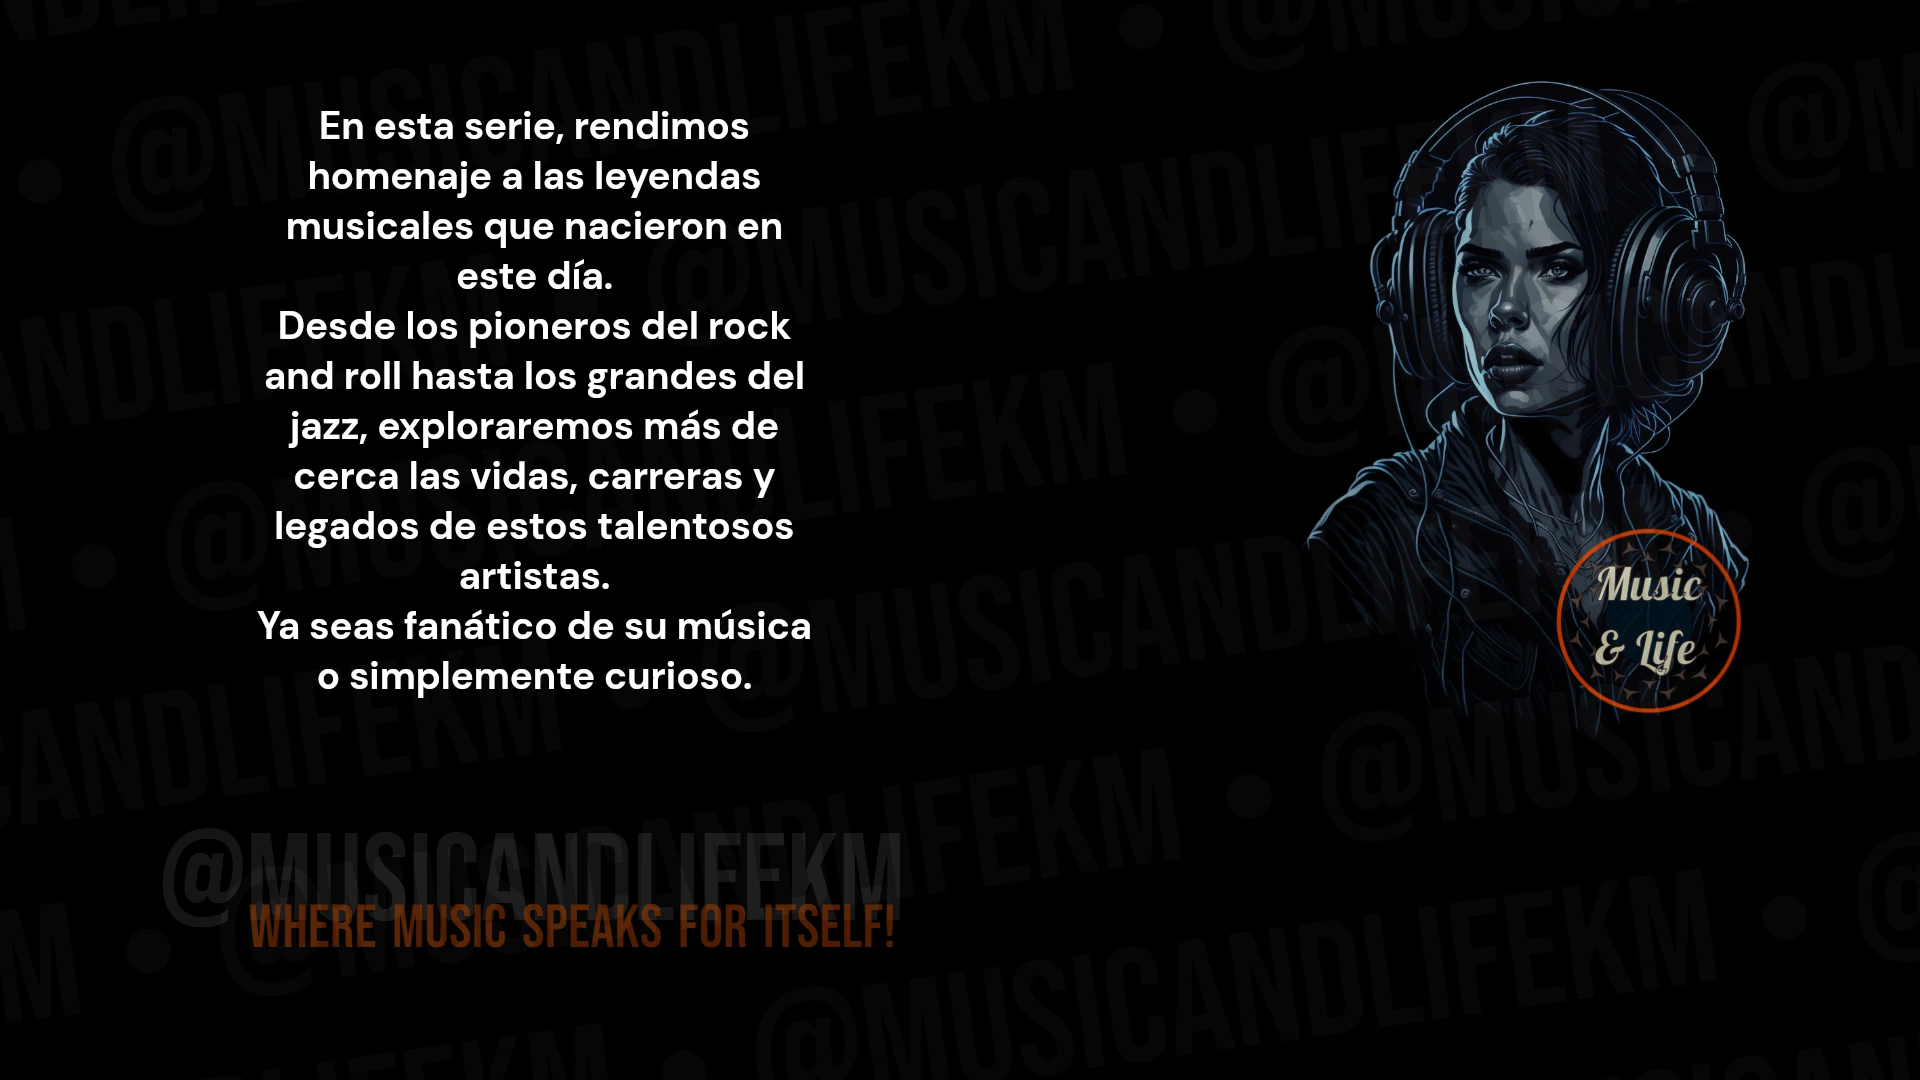 En esta serie, rendimos
homenaje a las leyendas
musicales que nacieron en
este día.
Desde los pioneros del rock
and roll hasta los grandes del
jazz, exploraremos más de
cerca las vidas, carreras y
legados de estos talentosos
artistas.
Ya seas fanático de su música
o simplemente curioso.
Music
& Life
@MUSICANDLIFEKM
WHERE MUSIC SPEAKS FOR ITSELF!